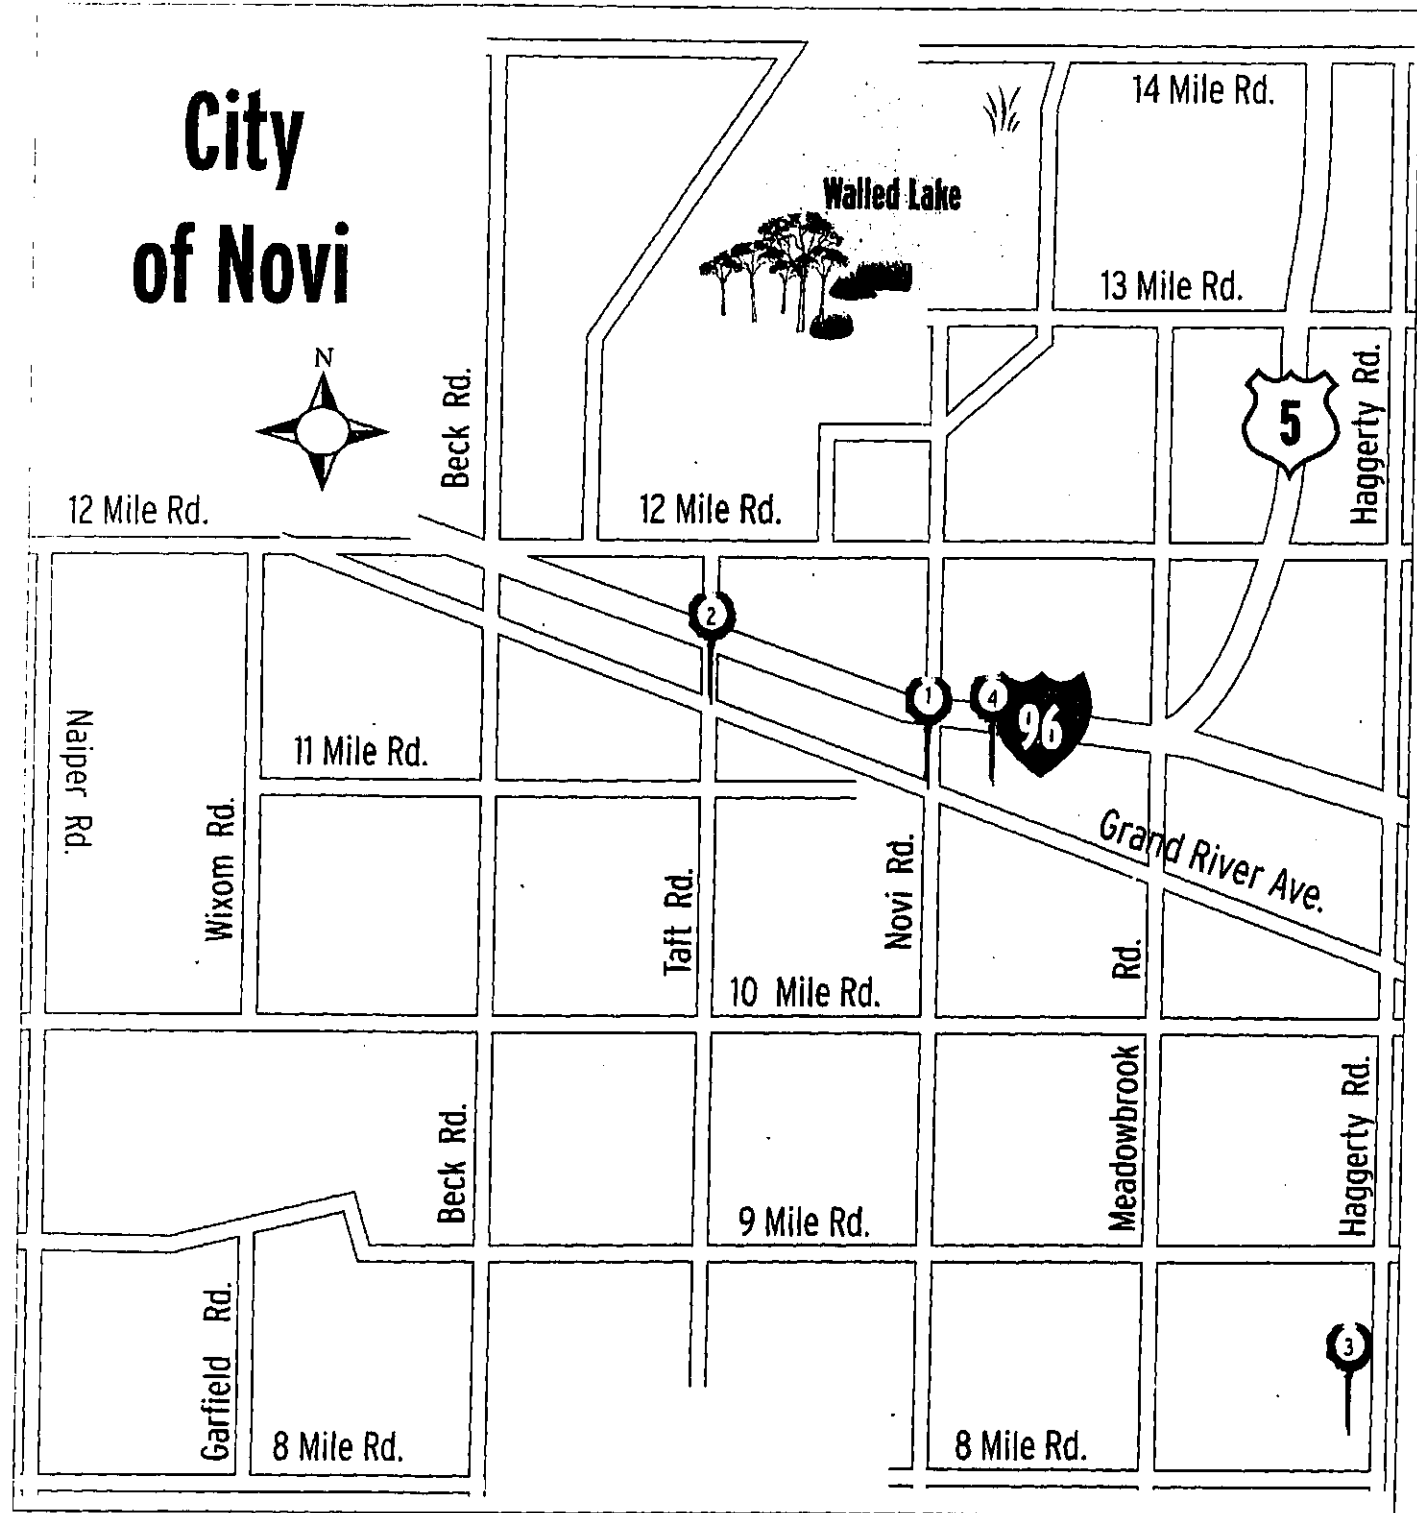 City
of Novi
14 Mile Rd.
Walled Lake
13 Mile Rd.
N
Beck Rd.
5
Haggerty Rd.
12 Mile Rd.
12 Mile Rd.
2
1
4
96
Naiper Rd.
11 Mile Rd.
Wixom Rd.
Grand River Ave.
Novi Rd.
Taft Rd.
10 Mile Rd.
Meadowbrook Rd.
Beck Rd.
Haggerty Rd.
9 Mile Rd.
Garfield Rd.
3
8 Mile Rd.
8 Mile Rd.